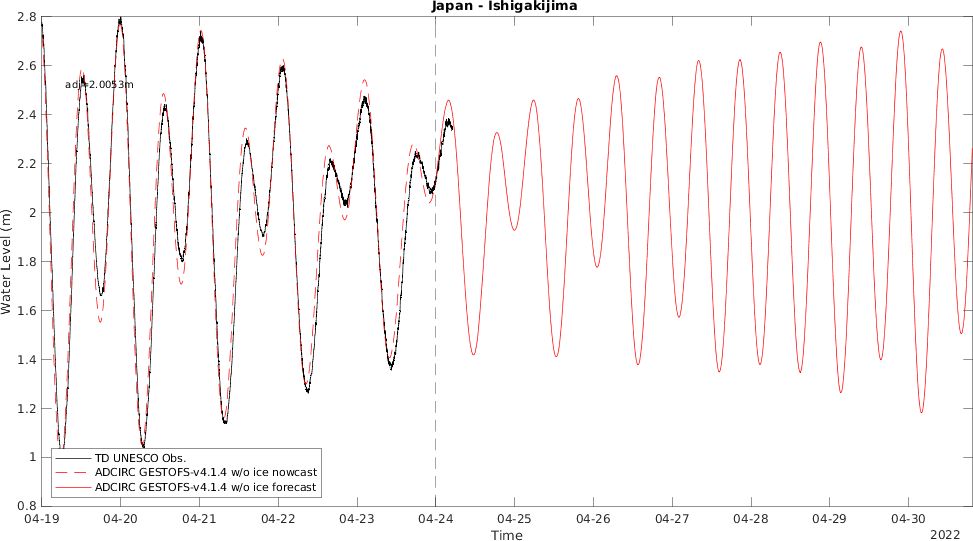 Japan - Ishigakijima
2.8
2.6
2.4
2.2
2
1.8
1.6
1.4
1.2
1
0.8
Water Level (m)
adj=2.0053m
TD UNESCO Obs.
ADCIRC GESTOFS-v4.1.4 w/o ice nowcast
ADCIRC GESTOFS-v4.1.4 w/o ice forecast
04-19 04-20 04-21 04-22 04-23 04-24 04-25 04-26 04-27 04-28 04-29 04-30
Time
2022